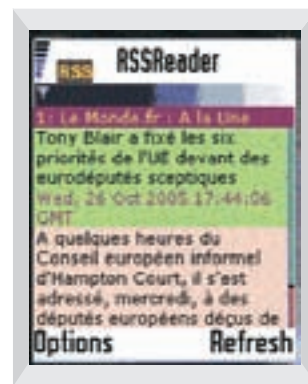 RSS RSSReader
1: Le Monde.fr : A la Une
Tony Blair a fixé les six
priorités de l'UE devant des
eurodéputés sceptiques
Wed, 26 Oct 2005 17:44:06
GMT
A quelques heures du
Conseil européen informel
d'Hampton Court, il s'est
adressé, mercredi, à des
députés européens déçus de
Options Refresh